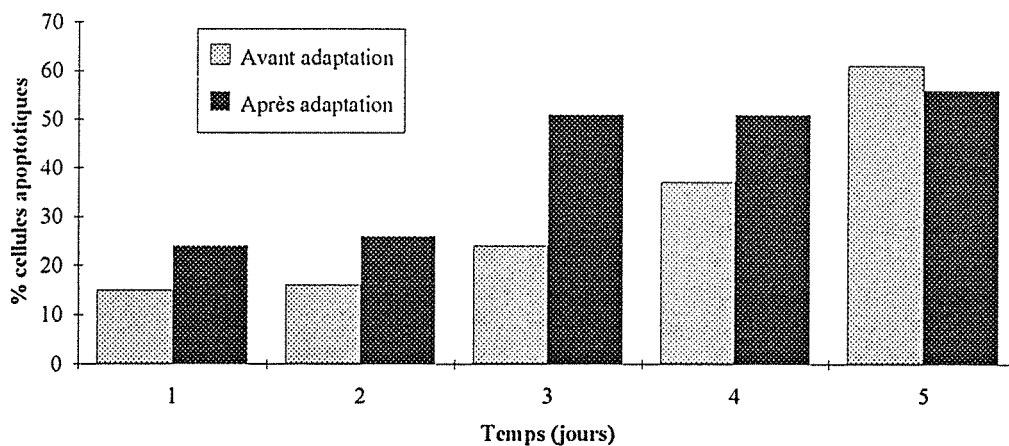 % cellules apoptotiques
70
60
50
40
30
20
10
0
Avant adaptation
Après adaptation
1 2 3 4 5
Temps (jours)